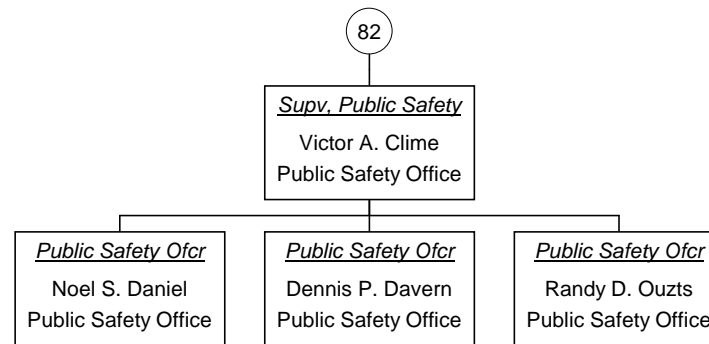 82
Supv, Public Safety
Victor A. Clime
Public Safety Office
Public Safety Ofcr
Noel S. Daniel
Public Safety Office
Public Safety Ofcr
Dennis P. Davern
Public Safety Office
Public Safety Ofcr
Randy D. Ouzts
Public Safety Office